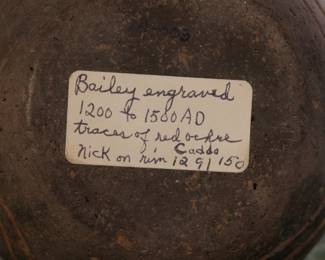 Bailey engraved
1200 to 1500 AD
traces of red ochre
Caddo
Nick on rim 12 91 150